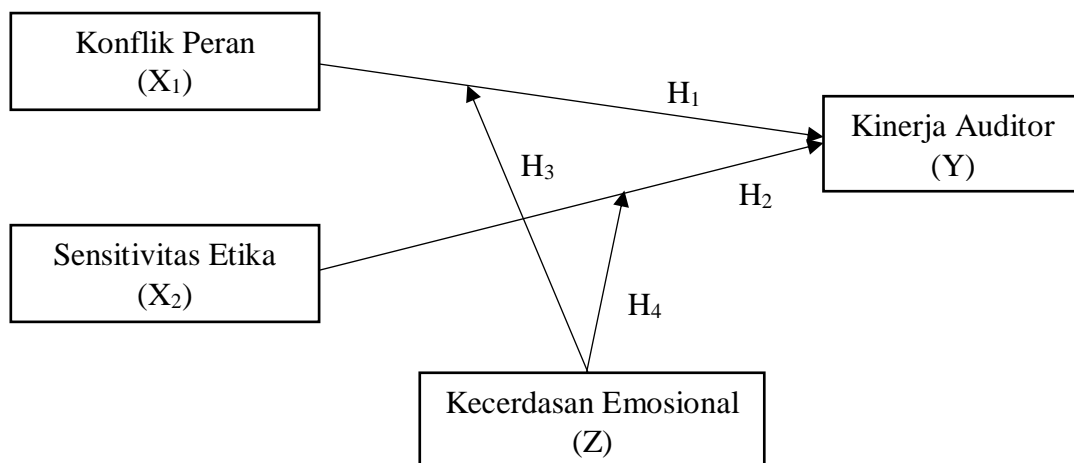 Konflik Peran
(X₁)
H₁
Kinerja Auditor
(Y)
H₃
H₂
Sensitivitas Etika
(X₂)
H₄
Kecerdasan Emosional
(Z)